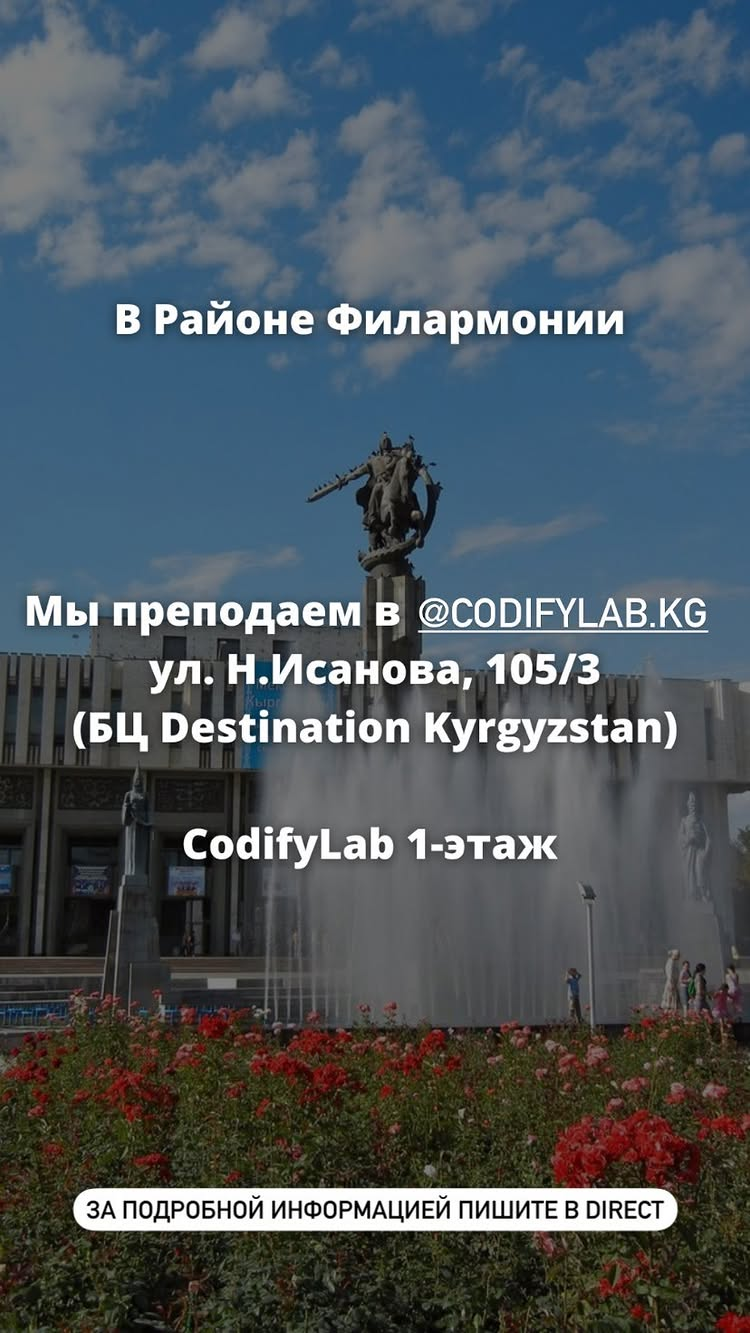 В Районе Филармонии
Мы преподаем в @CODIFYLAB.KG
ул. Н.Исанова, 105/3
(БЦ Destination Kyrgyzstan)
CodifyLab 1-этаж
ЗА ПОДРОБНОЙ ИНФОРМАЦИЕЙ ПИШИТЕ В DIRECT